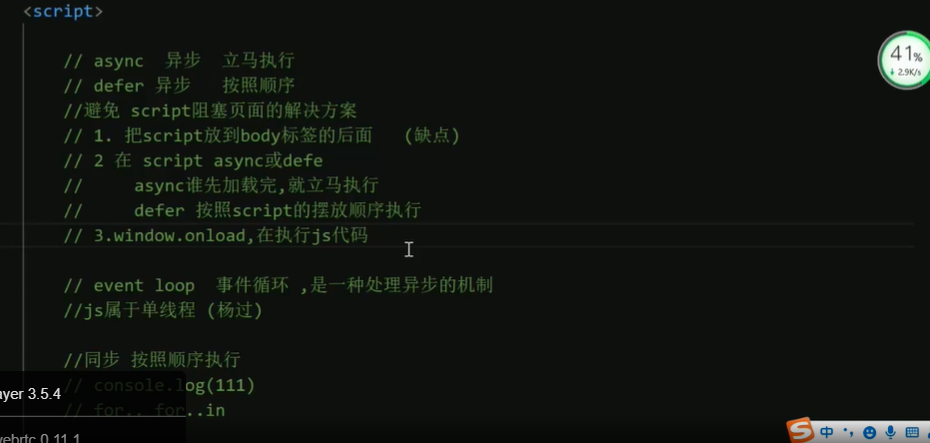 <script>
// async 异步 立马执行
// defer 异步 按照顺序
//避免 script阻塞页面的解决方案
// 1. 把script放到body标签的后面 (缺点)
// 2 在 script async或defe
// async谁先加载完,就立马执行
// defer 按照script的摆放顺序执行
// 3.window.onload,在执行js代码
// event loop 事件循环 ,是一种处理异步的机制
//js属于单线程 (杨过)
//同步 按照顺序执行
// console.log(111)
// for.. for..in
41%
2.9K/s
ayer 3.5.4
webrtc 0.11.1
中